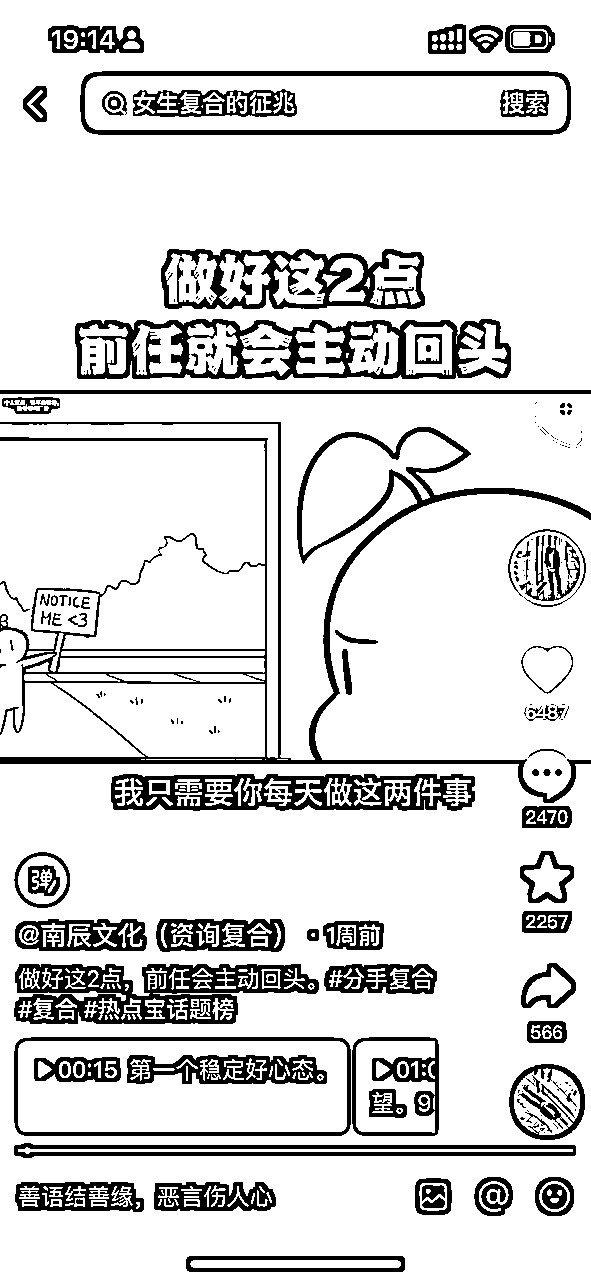 19:14
女生复合的征兆
搜索
做好这2点
前任就会主动回头
NOTICE
ME <3
6487
我只需要你每天做这两件事
2470
弹
2257
@南辰文化（资询复合） · 1周前
做好这2点，前任会主动回头。#分手复合
#复合 #热点宝话题榜
566
00:15 第一个稳定好心态。
01:0
望。9
善语结善缘，恶言伤人心